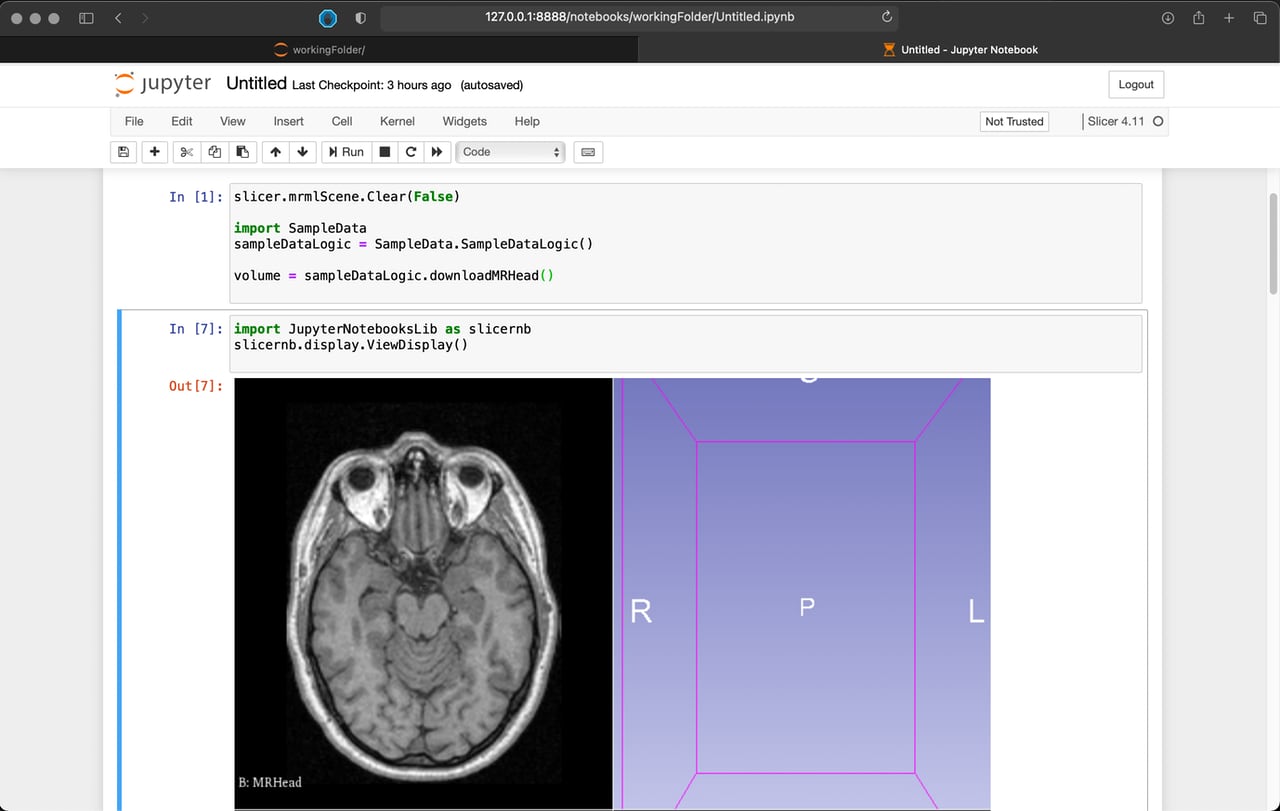 127.0.0.1:8888/notebooks/workingFolder/Untitled.ipynb
workingFolder/
Untitled - Jupyter Notebook
jupyter Untitled Last Checkpoint: 3 hours ago (autosaved)
Logout
File Edit View Insert Cell Kernel Widgets Help
Not Trusted
Slicer 4.11
Run
Code
In [1]:
slicer.mrmlScene.Clear(False)
import SampleData
sampleDataLogic = SampleData.SampleDataLogic()
volume = sampleDataLogic.downloadMRHead()
In [7]:
import JupyterNotebooksLib as slicernb
slicernb.display.ViewDisplay()
Out[7]:
R
P
L
B: MRHead